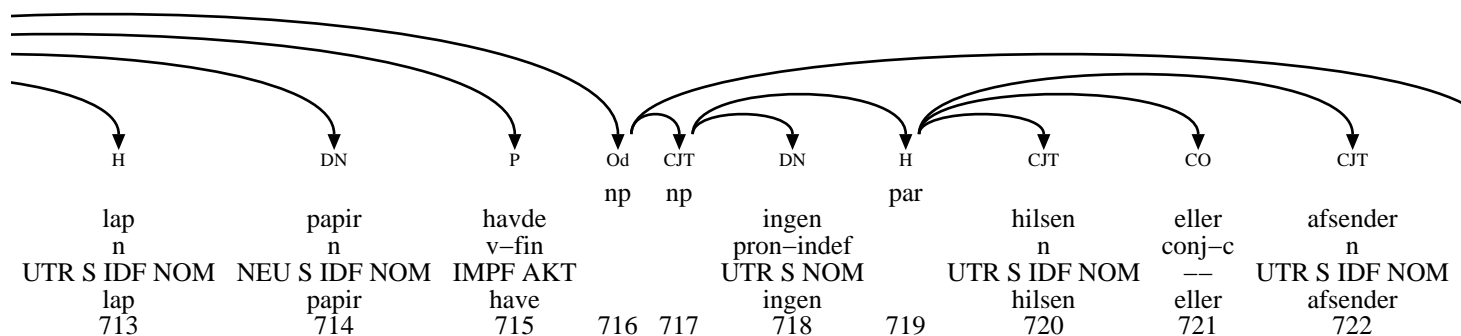 H DN P Od CJT DN H CJT CO CJT
np np par
lap papir havde ingen hilsen eller afsender
n n v−fin pron−indef n conj−c n
UTR S IDF NOM NEU S IDF NOM IMPF AKT UTR S NOM UTR S IDF NOM −− UTR S IDF NOM
lap papir have ingen hilsen eller afsender
713 714 715 716 717 718 719 720 721 722